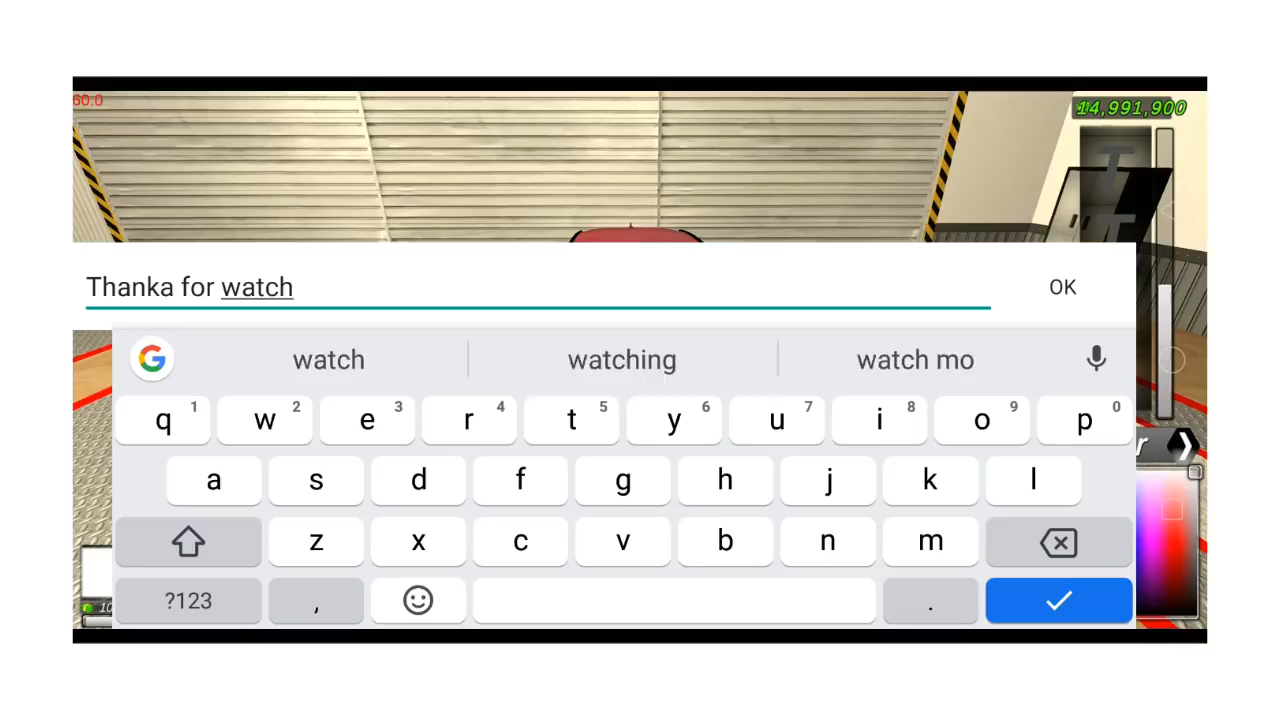 60.0
14,991,900
T
T
Thanka for watch
OK
watch watching watch mo
q 1 w 2 e 3 r 4 t 5 y 6 u 7 i 8 o 9 p 0
a s d f g h j k l
z x c v b n m
?123 , .
r
10